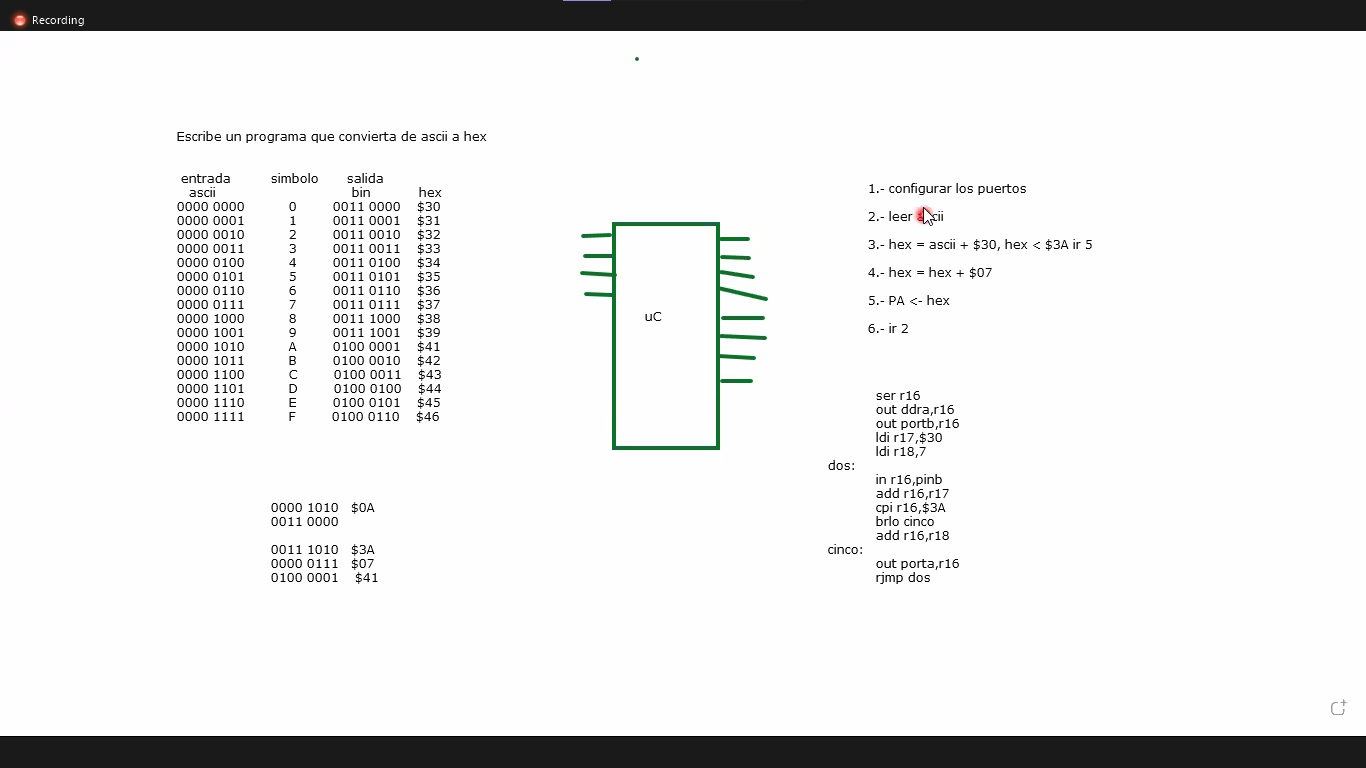 Recording
Escribe un programa que convierta de ascii a hex
entrada simbolo salida
ascii bin hex
0000 0000 0 0011 0000 $30
0000 0001 1 0011 0001 $31
0000 0010 2 0011 0010 $32
0000 0011 3 0011 0011 $33
0000 0100 4 0011 0100 $34
0000 0101 5 0011 0101 $35
0000 0110 6 0011 0110 $36
0000 0111 7 0011 0111 $37
0000 1000 8 0011 1000 $38
0000 1001 9 0011 1001 $39
0000 1010 A 0100 0001 $41
0000 1011 B 0100 0010 $42
0000 1100 C 0100 0011 $43
0000 1101 D 0100 0100 $44
0000 1110 E 0100 0101 $45
0000 1111 F 0100 0110 $46
0000 1010 $0A
0011 0000
0011 1010 $3A
0000 0111 $07
0100 0001 $41
uC
1.- configurar los puertos
2.- leer ascii
3.- hex = ascii + $30, hex < $3A ir 5
4.- hex = hex + $07
5.- PA <- hex
6.- ir 2
ser r16
out ddra,r16
out portb,r16
ldi r17,$30
ldi r18,7
dos:
in r16,pinb
add r16,r17
cpi r16,$3A
brlo cinco
add r16,r18
cinco:
out porta,r16
rjmp dos